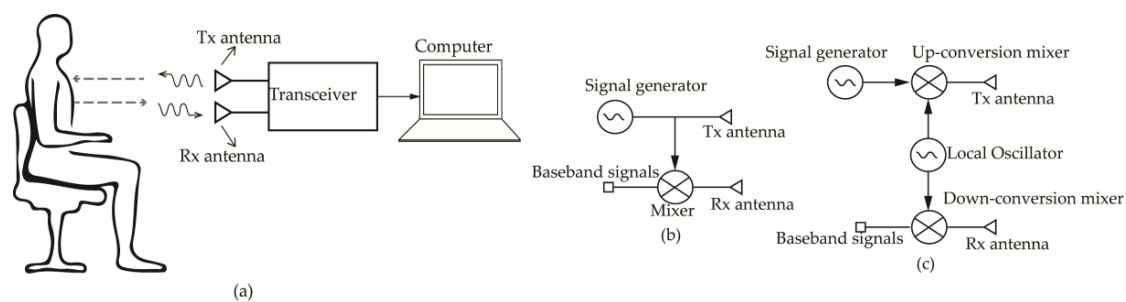 Tx antenna
Computer
Transceiver
Rx antenna
(a)
Signal generator
Tx antenna
Baseband signals
Mixer
Rx antenna
(b)
Signal generator
Up-conversion mixer
Tx antenna
Local Oscillator
Down-conversion mixer
Baseband signals
Rx antenna
(c)